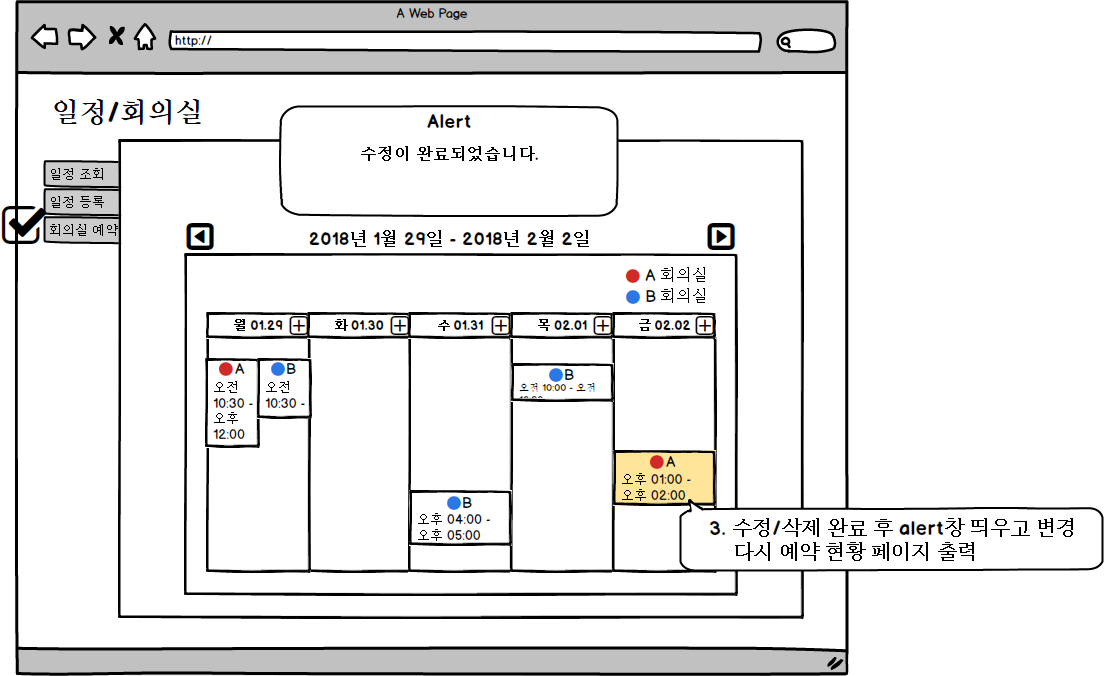 A Web Page
http://
일정/회의실
Alert
수정이 완료되었습니다.
일정 조회
일정 등록
회의실 예약
2018년 1월 29일 - 2018년 2월 2일
A 회의실
B 회의실
월 01.29 화 01.30 수 01.31 목 02.01 금 02.02
A
오전
10:30 -
오후
12:00
B
오전
10:30 -
B
오전 10:00 - 오전
A
오후 01:00 -
오후 02:00
B
오후 04:00 -
오후 05:00
3. 수정/삭제 완료 후 alert창 띄우고 변경
다시 예약 현황 페이지 출력